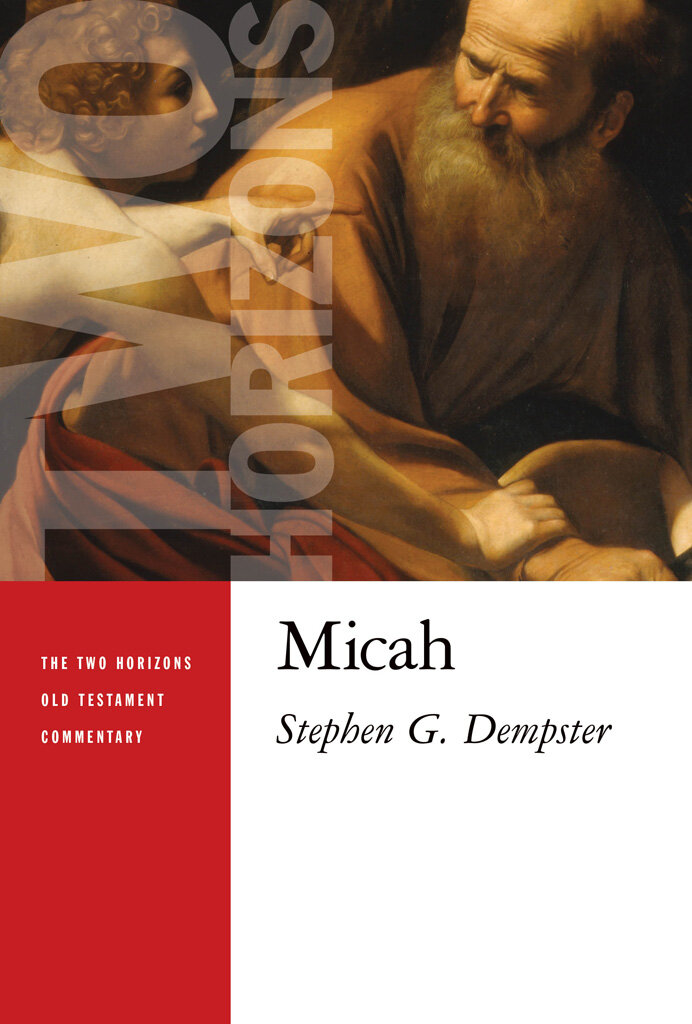 TWO
HORIZONS
THE TWO HORIZONS
OLD TESTAMENT
COMMENTARY
Micah
Stephen G. Dempster